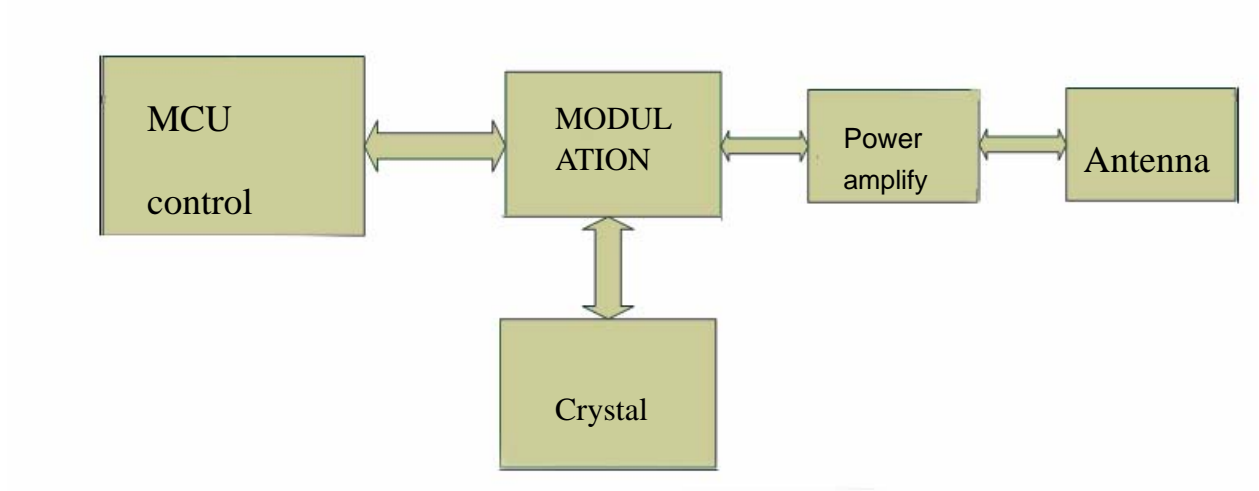 MCU
control
MODUL
ATION
Power
amplify
Antenna
Crystal